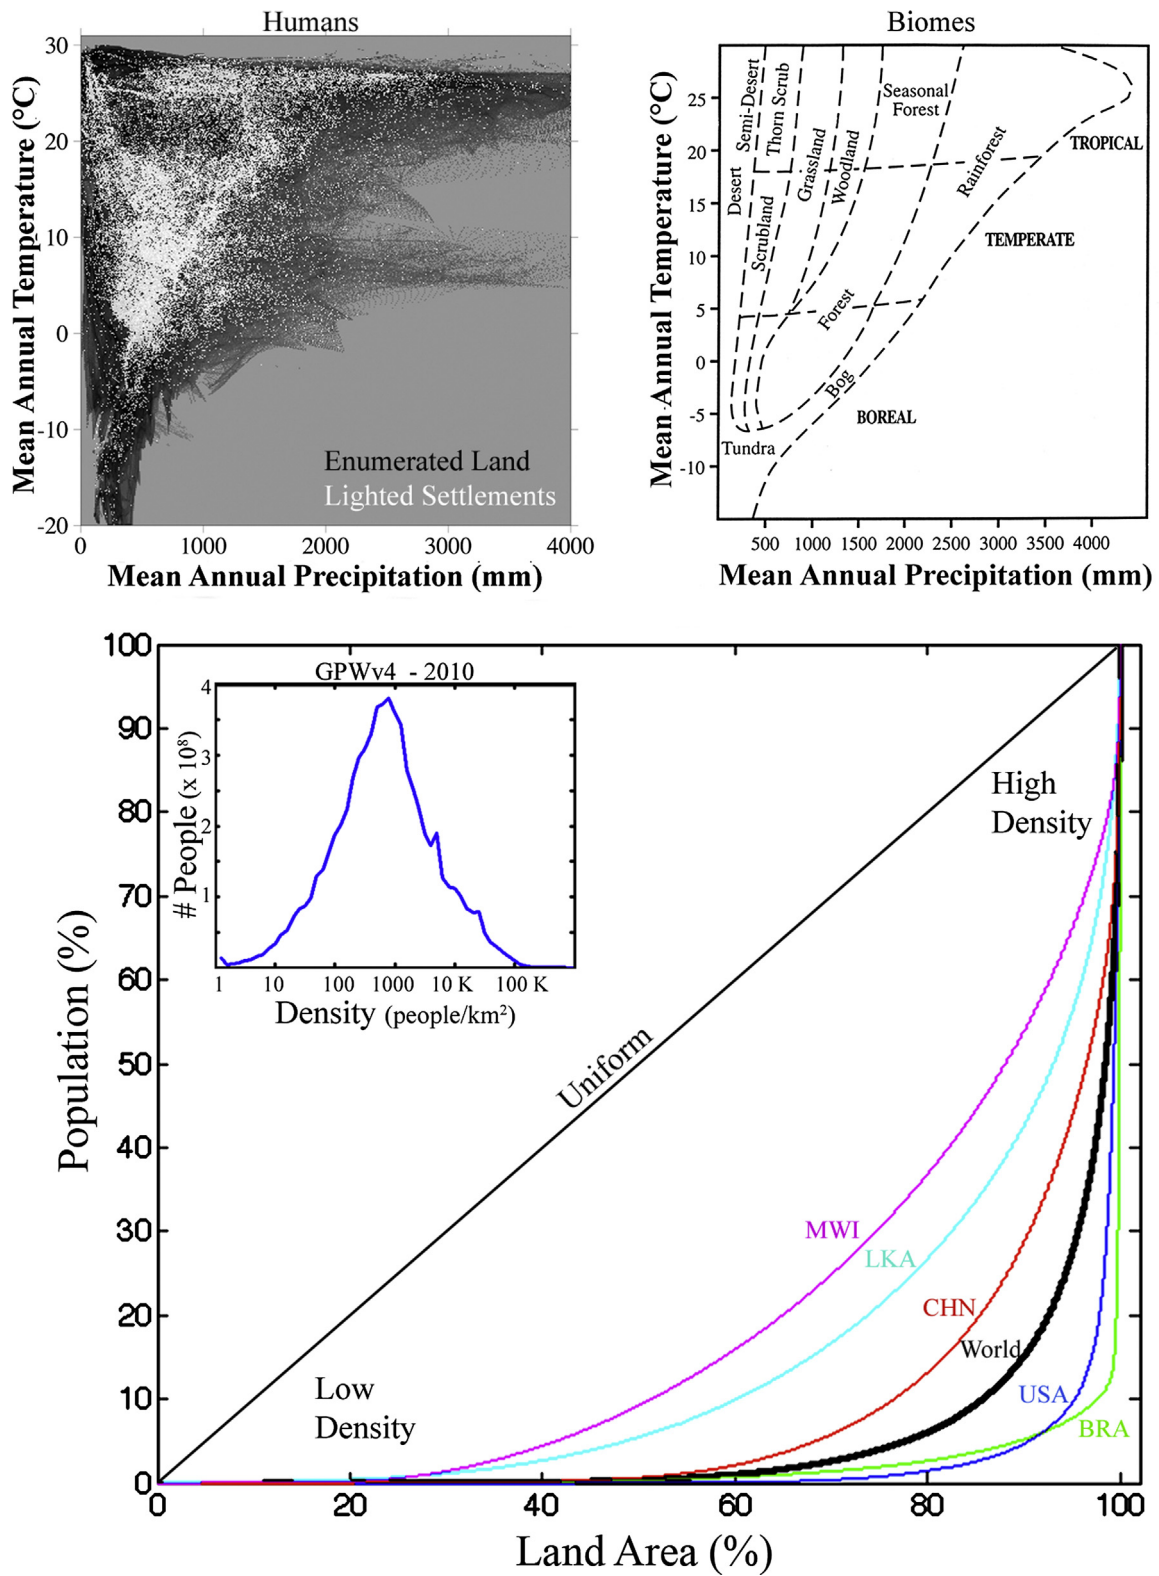 Humans
30
20
10
0
-10
-20
Mean Annual Temperature (°C)
Enumerated Land
Lighted Settlements
0 1000 2000 3000 4000
Mean Annual Precipitation (mm)
Biomes
25
20
15
10
5
0
-5
-10
Mean Annual Temperature (°C)
Semi-Desert
Thorn Scrub
Seasonal
Forest
Grassland
Woodland
Rainforest
TROPICAL
Desert
Scrubland
TEMPERATE
Forest
Bog
BOREAL
Tundra
500 1000 1500 2000 2500 3000 3500 4000
Mean Annual Precipitation (mm)
100
90
80
70
60
50
40
30
20
10
0
Population (%)
GPWv4 - 2010
4
3
2
1
# People (x 10⁸)
1 10 100 1000 10 K 100 K
Density (people/km²)
High
Density
Uniform
MWI
LKA
CHN
World
USA
BRA
Low
Density
0 20 40 60 80 100
Land Area (%)